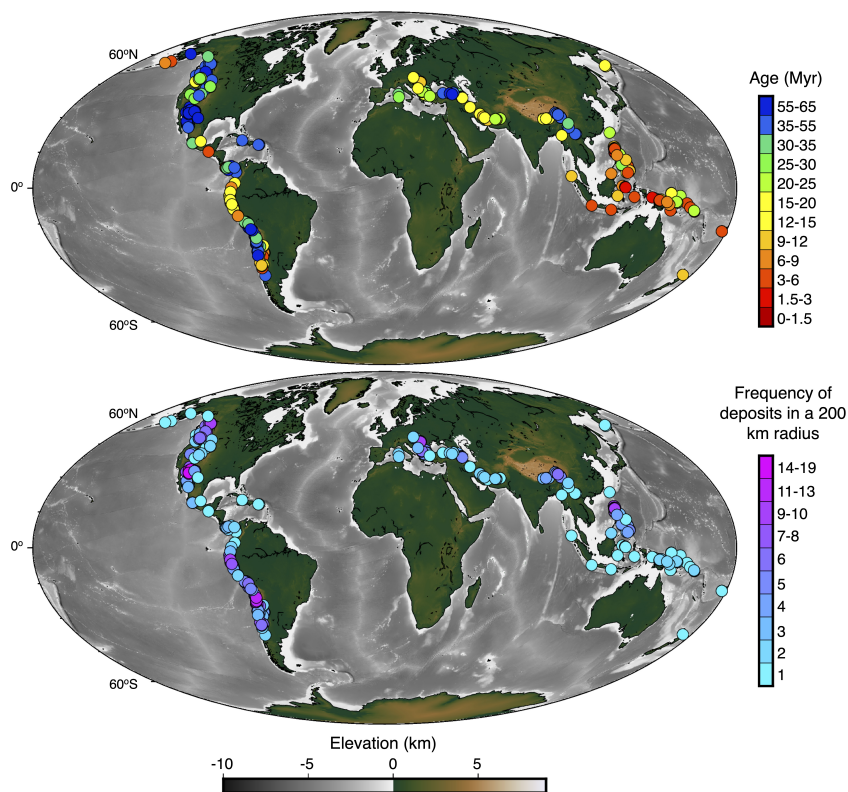 60ºN
0º
60ºS
Age (Myr)
55-65
35-55
30-35
25-30
20-25
15-20
12-15
9-12
6-9
3-6
1.5-3
0-1.5
60ºN
0º
60ºS
Frequency of
deposits in a 200
km radius
14-19
11-13
9-10
7-8
6
5
4
3
2
1
Elevation (km)
-10 -5 0 5